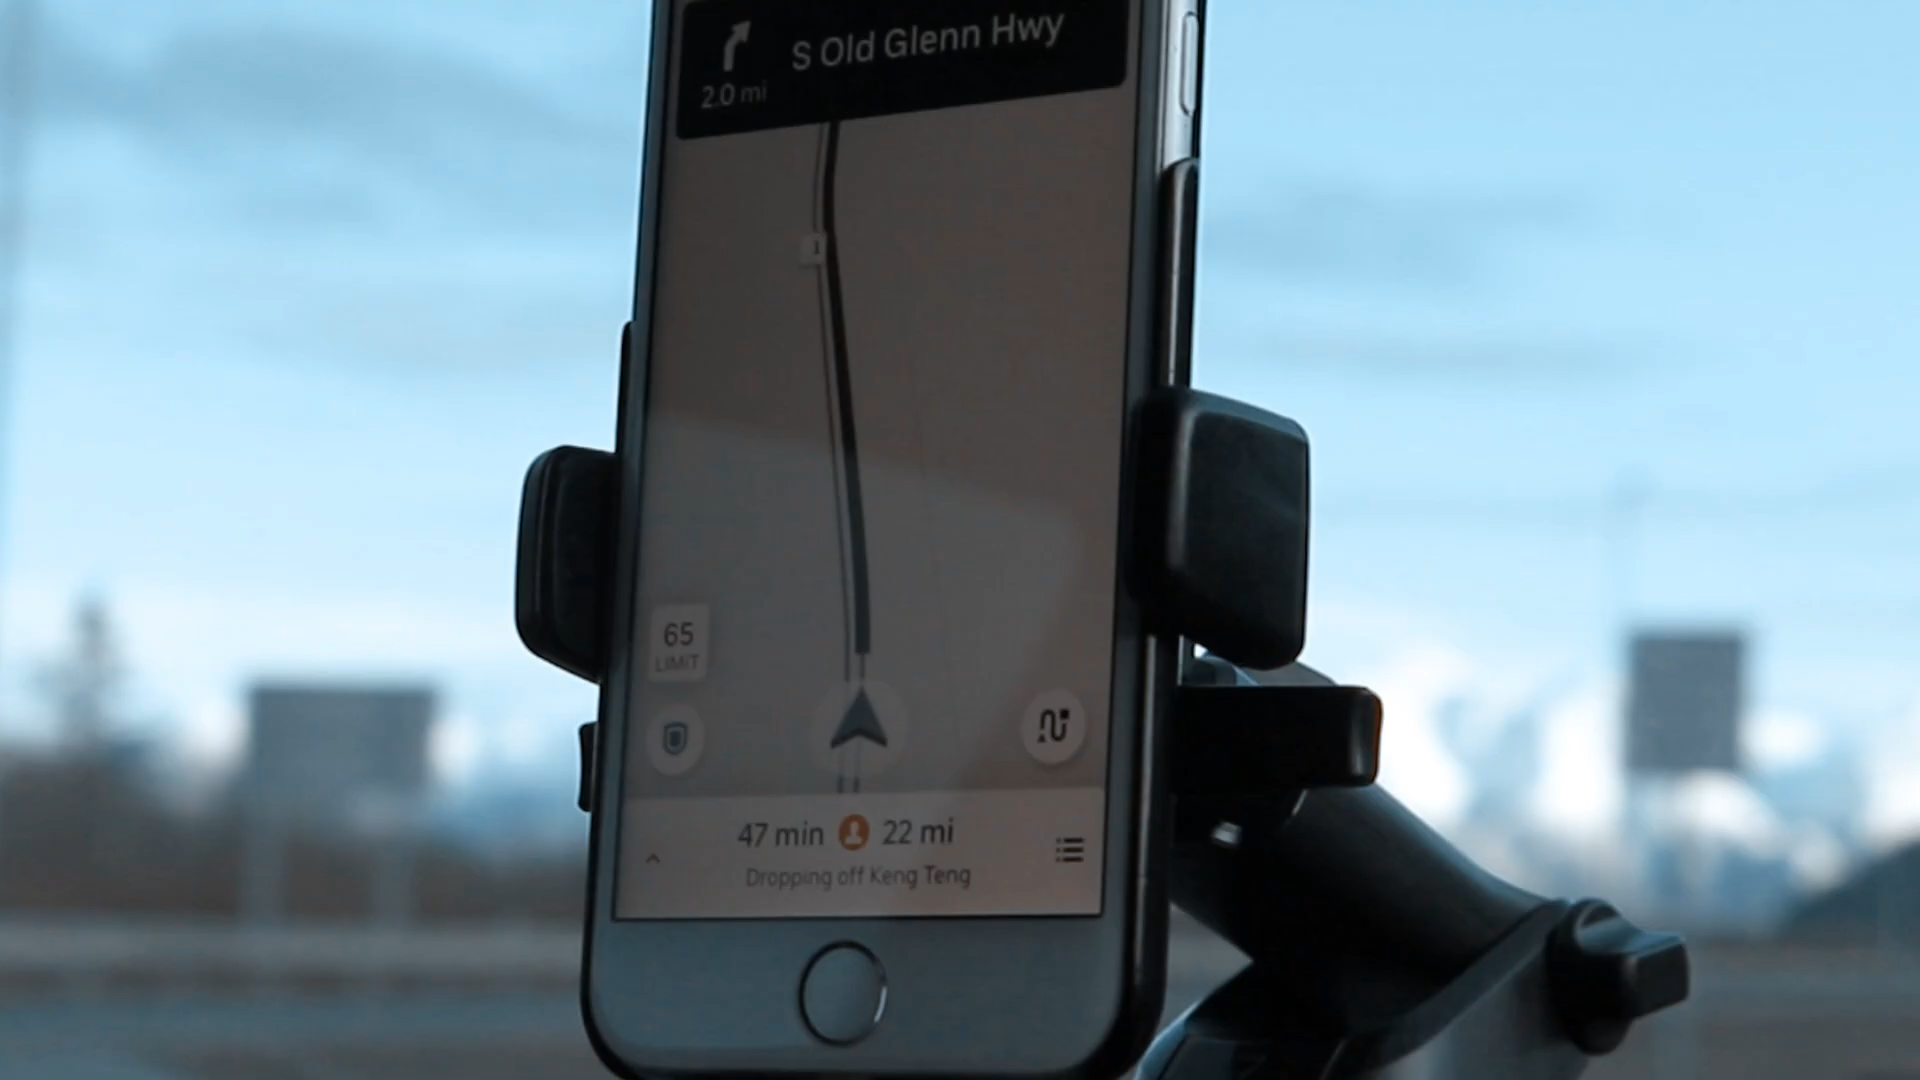 S Old Glenn Hwy
2.0 mi
1
65
LIMIT
47 min 22 mi
Dropping off Keng Teng